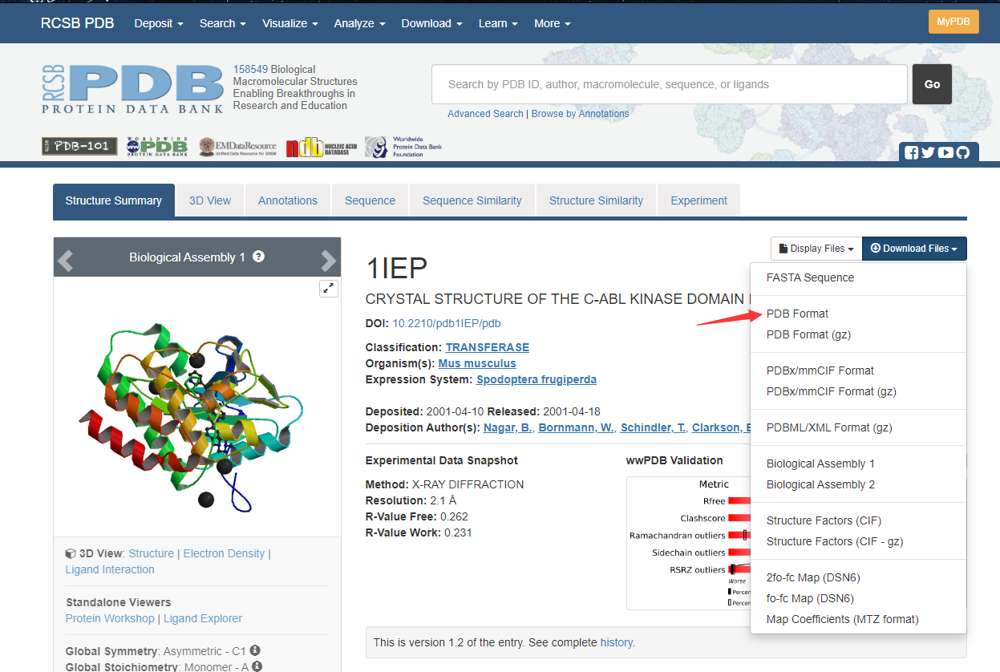 RCSB PDB Deposit Search Visualize Analyze Download Learn More MyPDB
RCSB PDB
PROTEIN DATA BANK
158549 Biological
Macromolecular Structures
Enabling Breakthroughs in
Research and Education
Search by PDB ID, author, macromolecule, sequence, or ligands
Go
Advanced Search | Browse by Annotations
RCSB PDB-101
WORLDWIDE PDB PROTEIN DATA BANK
EMDataResource
Unified Data Resource for 3DEM
ndb NUCLEIC ACID DATABASE
Worldwide
Protein Data Bank
Foundation
Structure Summary 3D View Annotations Sequence Sequence Similarity Structure Similarity Experiment
Biological Assembly 1 ?
Display Files Download Files
1IEP
CRYSTAL STRUCTURE OF THE C-ABL KINASE DOMAIN
DOI: 10.2210/pdb1IEP/pdb
Classification: TRANSFERASE
Organism(s): Mus musculus
Expression System: Spodoptera frugiperda
Deposited: 2001-04-10 Released: 2001-04-18
Deposition Author(s): Nagar, B., Bornmann, W., Schindler, T., Clarkson,
Experimental Data Snapshot
Method: X-RAY DIFFRACTION
Resolution: 2.1 Å
R-Value Free: 0.262
R-Value Work: 0.231
wwPDB Validation
Metric
Rfree
Clashscore
Ramachandran outliers
Sidechain outliers
RSRZ outliers
Worse
Percen
Percen
FASTA Sequence
PDB Format
PDB Format (gz)
PDBx/mmCIF Format
PDBx/mmCIF Format (gz)
PDBML/XML Format (gz)
Biological Assembly 1
Biological Assembly 2
Structure Factors (CIF)
Structure Factors (CIF - gz)
2fo-fc Map (DSN6)
fo-fc Map (DSN6)
Map Coefficients (MTZ format)
3D View: Structure | Electron Density |
Ligand Interaction
Standalone Viewers
Protein Workshop | Ligand Explorer
Global Symmetry: Asymmetric - C1
Global Stoichiometry: Monomer - A
This is version 1.2 of the entry. See complete history.